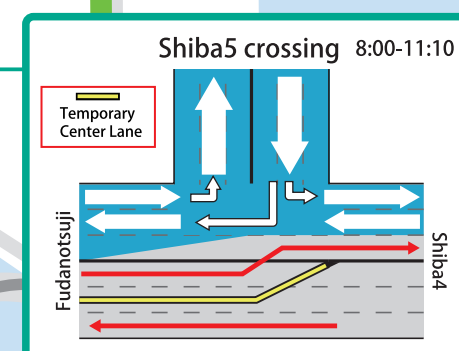 Shiba5 crossing 8:00-11:10
Temporary
Center Lane
Fudanotsuji
Shiba4